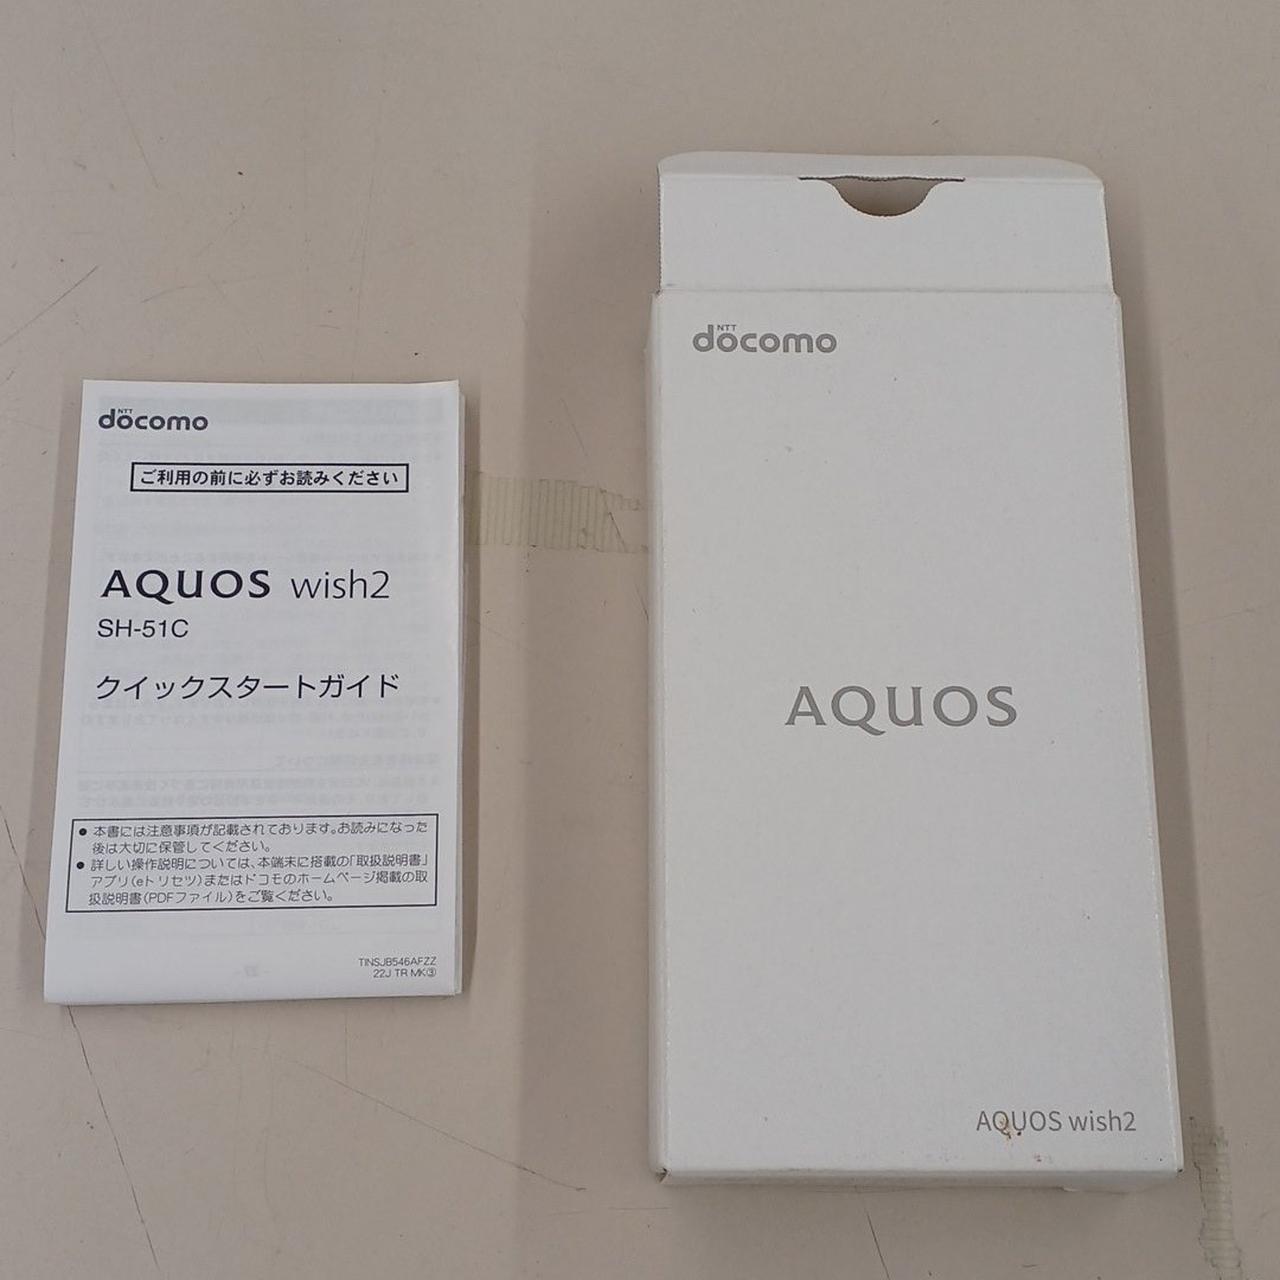 NTT
docomo
ご利用の前に必ずお読みください
AQUOS wish2
SH-51C
クイックスタートガイド
● 本書には注意事項が記載されております。お読みになった
後は大切に保管してください。
● 詳しい操作説明については、本端末に搭載の「取扱説明書」
アプリ(eトリセツ)またはドコモのホームページ掲載の取
扱説明書(PDFファイル)をご覧ください。
TINSJB546AFZZ
22J TR MK③
NTT
docomo
AQUOS
AQUOS wish2